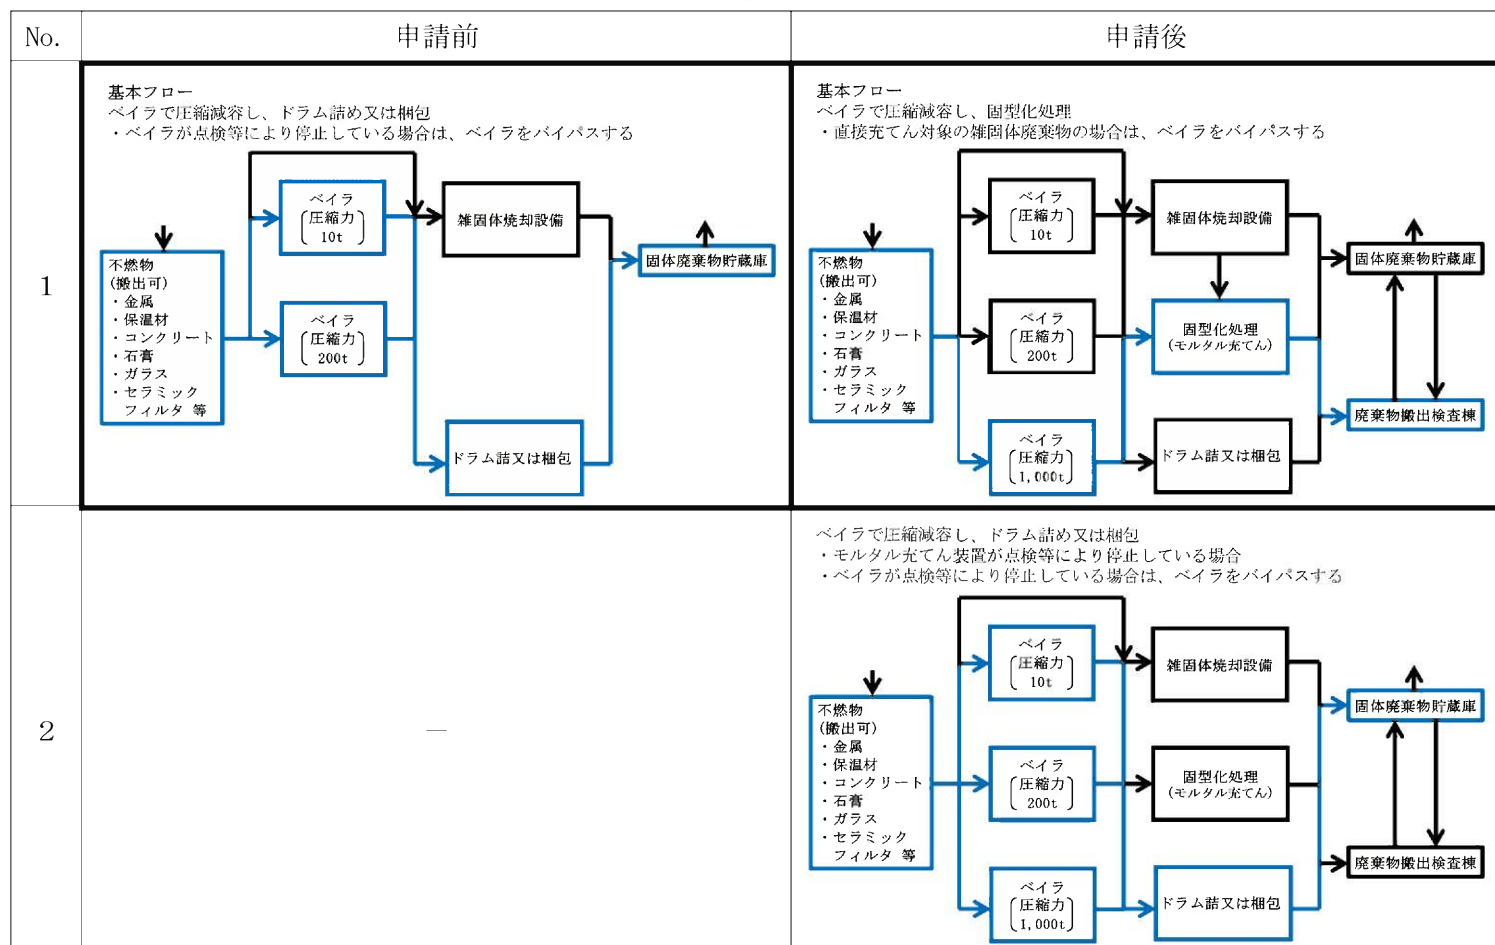 No.
申請前
申請後
1
基本フロー
ベイラで圧縮減容し、ドラム詰め又は梱包
・ベイラが点検等により停止している場合は、ベイラをバイパスする
不燃物
(搬出可)
・金属
・保温材
・コンクリート
・石膏
・ガラス
・セラミック
フィルタ 等
ベイラ
圧縮力
10t
ベイラ
圧縮力
200t
雑固体焼却設備
ドラム詰又は梱包
固体廃棄物貯蔵庫
基本フロー
ベイラで圧縮減容し、固型化処理
・直接充てん対象の雑固体廃棄物の場合は、ベイラをバイパスする
不燃物
(搬出可)
・金属
・保温材
・コンクリート
・石膏
・ガラス
・セラミック
フィルタ 等
ベイラ
圧縮力
10t
ベイラ
圧縮力
200t
ベイラ
圧縮力
1,000t
雑固体焼却設備
固型化処理
(モルタル充てん)
ドラム詰又は梱包
固体廃棄物貯蔵庫
廃棄物搬出検査棟
2
―
ベイラで圧縮減容し、ドラム詰め又は梱包
・モルタル充てん装置が点検等により停止している場合
・ベイラが点検等により停止している場合は、ベイラをバイパスする
不燃物
(搬出可)
・金属
・保温材
・コンクリート
・石膏
・ガラス
・セラミック
フィルタ 等
ベイラ
圧縮力
10t
ベイラ
圧縮力
200t
ベイラ
圧縮力
1,000t
雑固体焼却設備
固型化処理
(モルタル充てん)
ドラム詰又は梱包
固体廃棄物貯蔵庫
廃棄物搬出検査棟